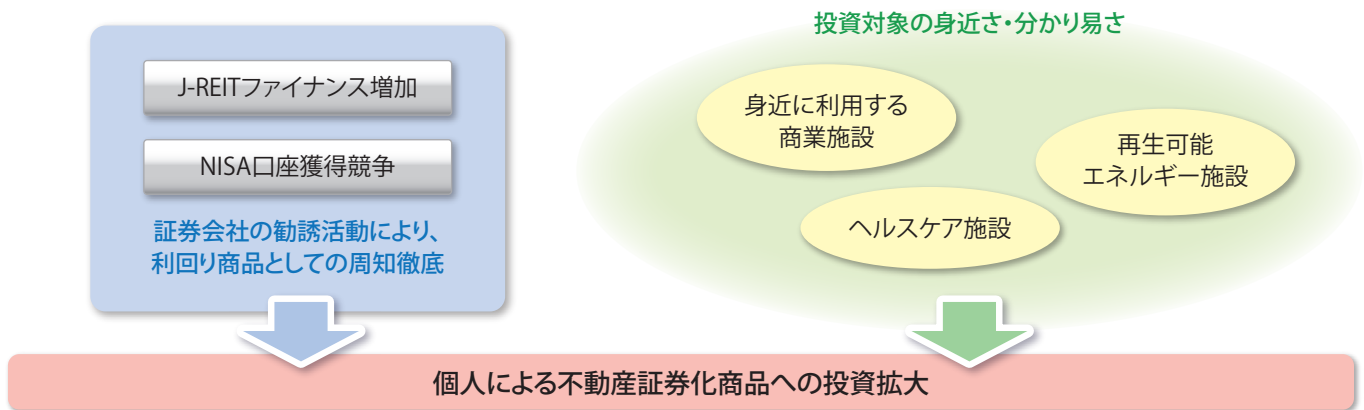 J-REITファイナンス増加
NISA口座獲得競争
証券会社の勧誘活動により、
利回り商品としての周知徹底
投資対象の身近さ・分かり易さ
身近に利用する
商業施設
再生可能
エネルギー施設
ヘルスケア施設
個人による不動産証券化商品への投資拡大